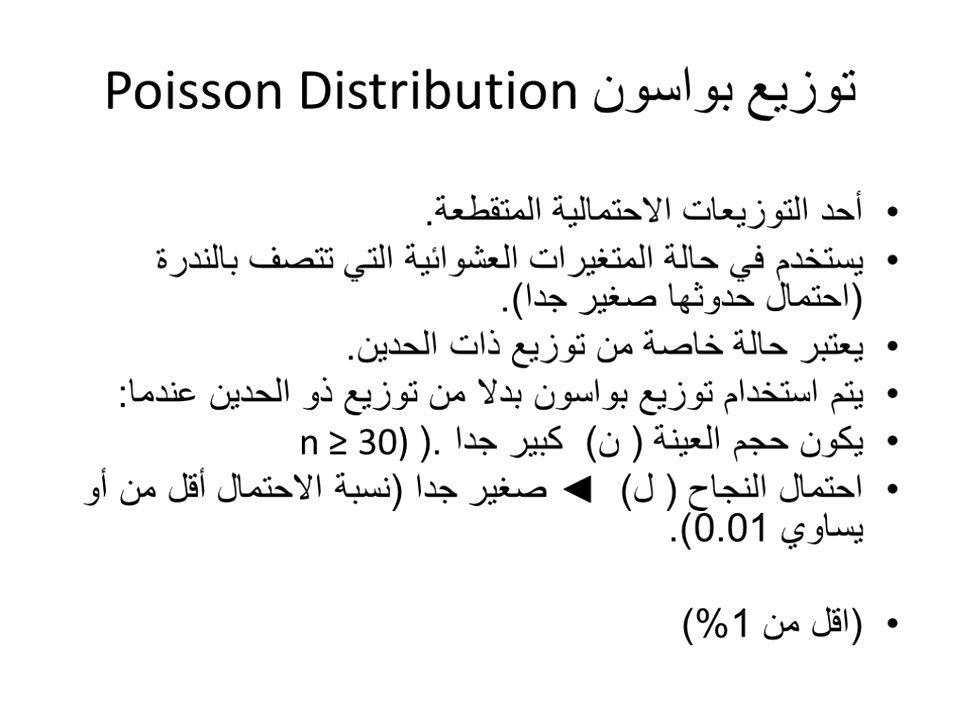 توزيع بواسون Poisson Distribution
• أحد التوزيعات الاحتمالية المتقطعة.
• يستخدم في حالة المتغيرات العشوائية التي تتصف بالندرة
(احتمال حدوثها صغير جدا).
• يعتبر حالة خاصة من توزيع ذات الحدين.
• يتم استخدام توزيع بواسون بدلا من توزيع ذو الحدين عندما:
• يكون حجم العينة ( ن) كبير جدا .( (n ≥ 30
• احتمال النجاح ( ل) ◄ صغير جدا (نسبة الاحتمال أقل من أو
يساوي 0.01).
• (اقل من 1%)